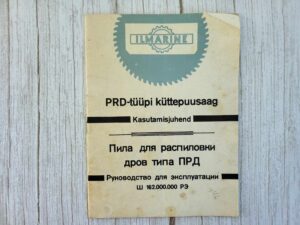 ILMARINE
PRD-tüüpi küttepuusaag
Kasutamisjuhend
Пила для распиловки
дров типа ПРД
Руководство для эксплуатации
Ш 162.000.000 РЭ